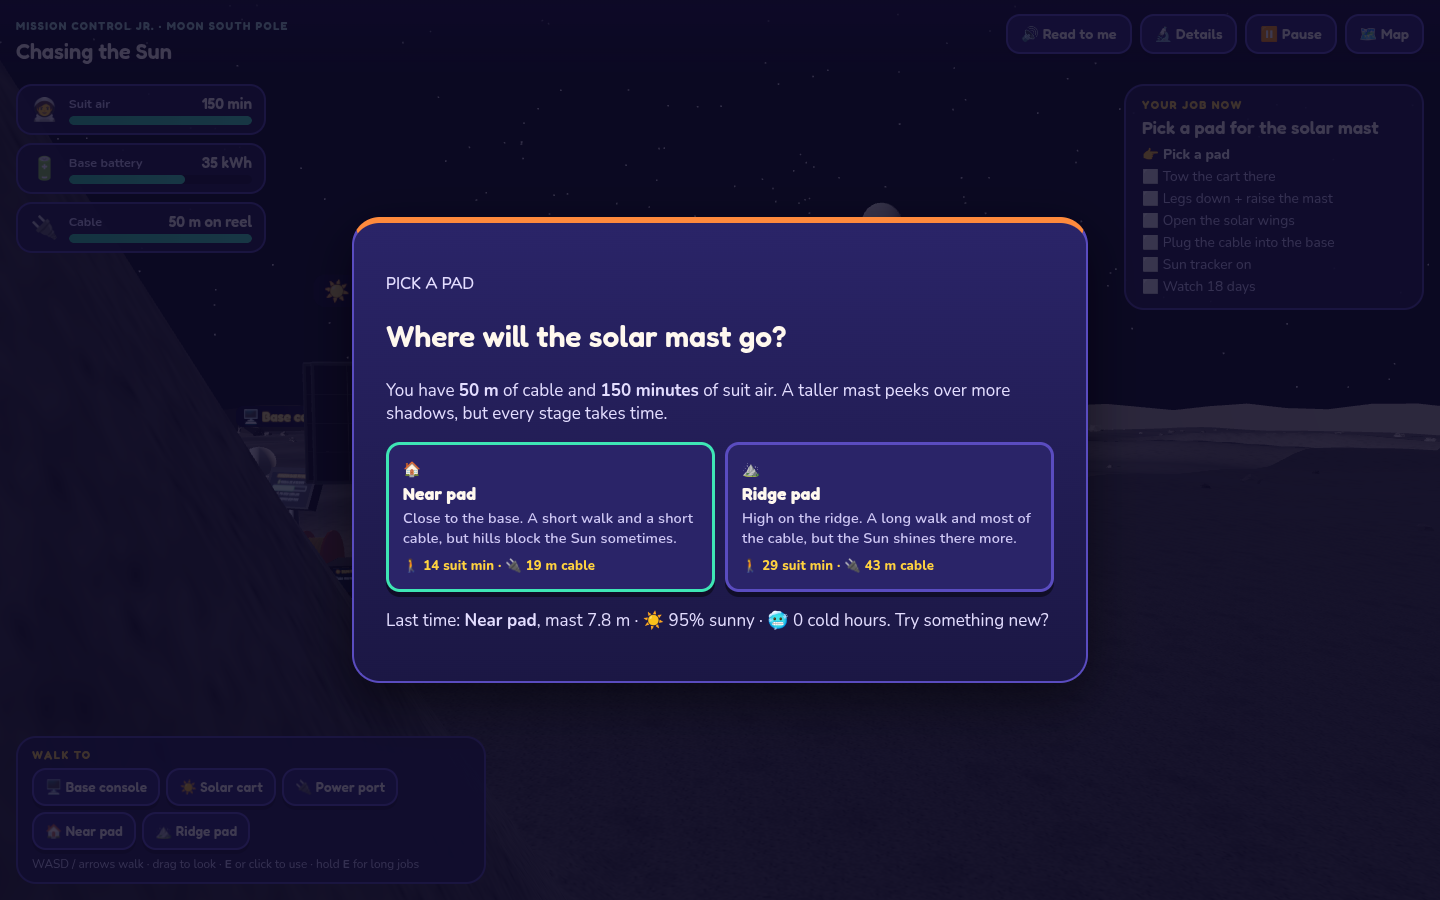 MISSION CONTROL JR. · MOON SOUTH POLE
Chasing the Sun
Read to me
Details
Pause
Map
Suit air 150 min
Base battery 35 kWh
Cable 50 m on reel
YOUR JOB NOW
Pick a pad for the solar mast
Pick a pad
Tow the cart there
Legs down + raise the mast
Open the solar wings
Plug the cable into the base
Sun tracker on
Watch 18 days
PICK A PAD
Where will the solar mast go?
You have 50 m of cable and 150 minutes of suit air. A taller mast peeks over more
shadows, but every stage takes time.
Near pad
Close to the base. A short walk and a short
cable, but hills block the Sun sometimes.
14 suit min · 19 m cable
Ridge pad
High on the ridge. A long walk and most of
the cable, but the Sun shines there more.
29 suit min · 43 m cable
Last time: Near pad, mast 7.8 m · 95% sunny · 0 cold hours. Try something new?
Base co
WALK TO
Base console
Solar cart
Power port
Near pad
Ridge pad
WASD / arrows walk · drag to look · E or click to use · hold E for long jobs